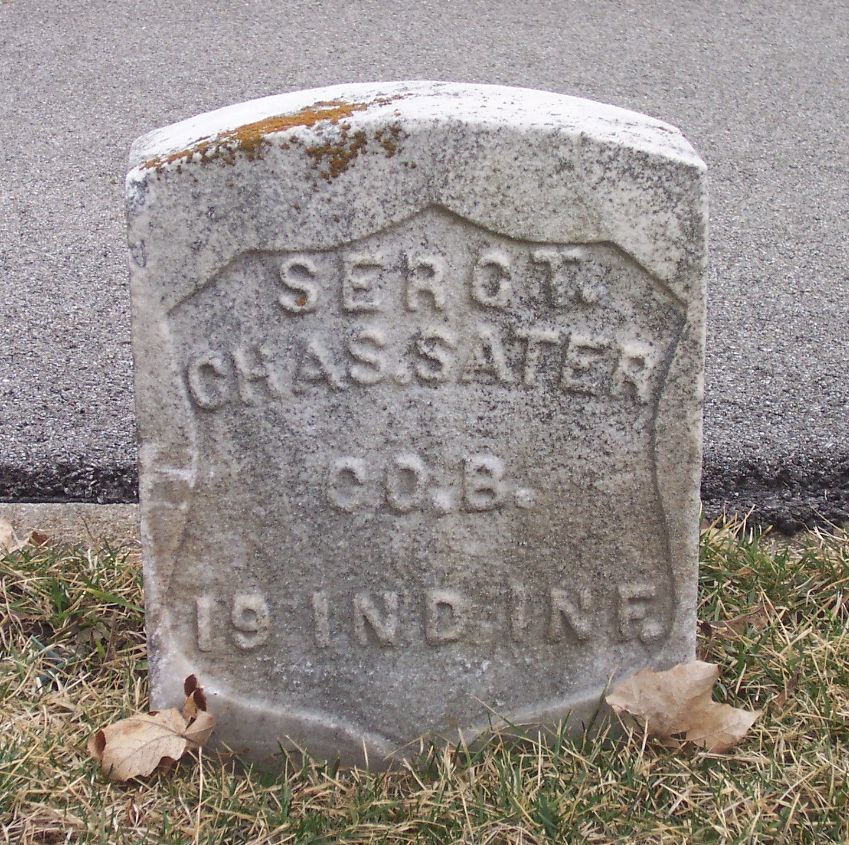 SERGT.
CHAS. SATER
CO. B.
19 IND. INF.